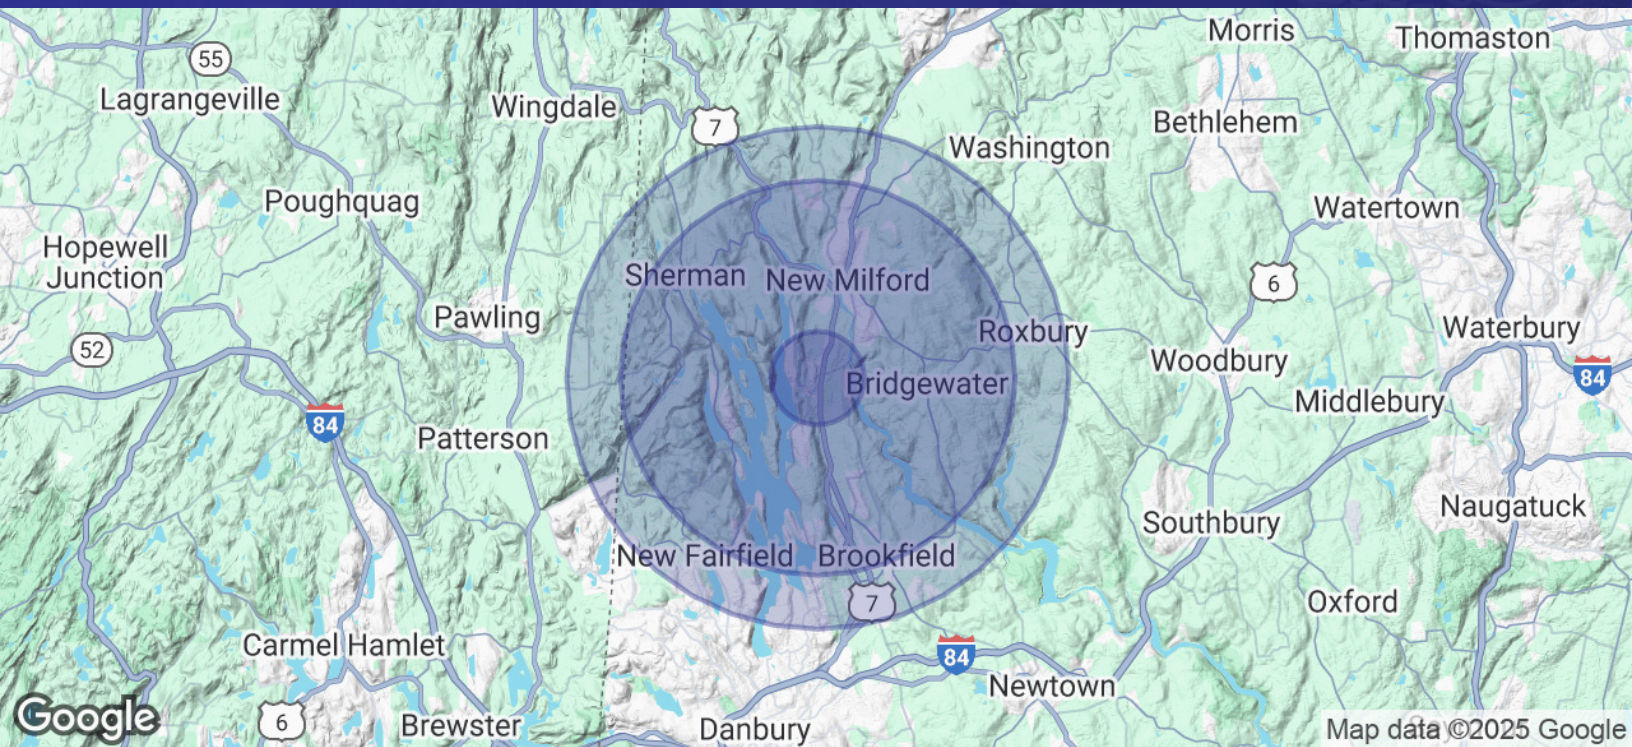 Morris
Thomaston
55
Lagrangeville
Wingdale
7
Bethlehem
Washington
Poughquag
Watertown
Hopewell
Junction
Sherman
New Milford
6
Pawling
Roxbury
Waterbury
52
Woodbury
84
Bridgewater
Middlebury
84
Patterson
Naugatuck
Southbury
New Fairfield
Brookfield
7
Oxford
Carmel Hamlet
84
Newtown
Google
6
Brewster
Danbury
Map data ©2025 Google